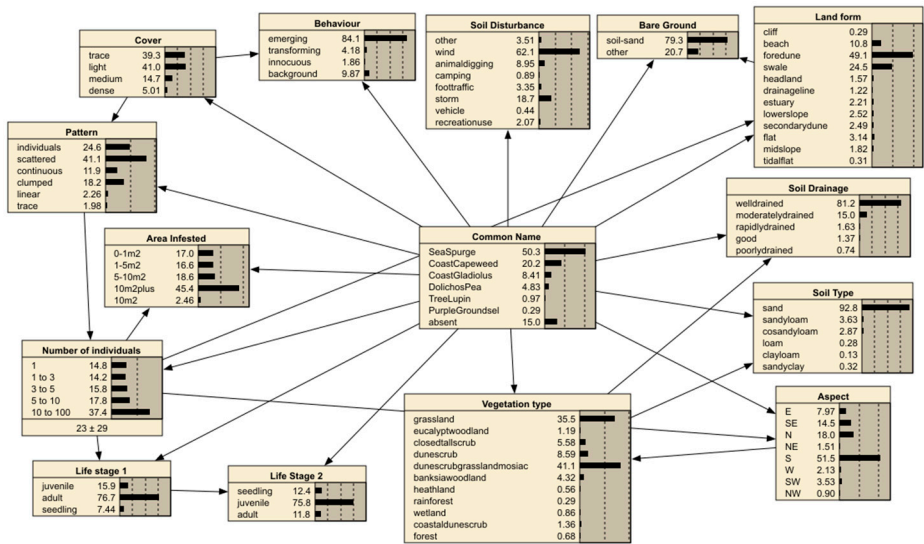 Cover
trace 39.3
light 41.0
medium 14.7
dense 5.01
Behaviour
emerging 84.1
transforming 4.18
innocuous 1.86
background 9.87
Soil Disturbance
other 3.51
wind 62.1
animaldigging 8.95
camping 0.89
foottraffic 3.35
storm 18.7
vehicle 0.44
recreationuse 2.07
Bare Ground
soil-sand 79.3
other 20.7
Land form
cliff 0.29
beach 10.8
foredune 49.1
swale 24.5
headland 1.57
drainageline 1.22
estuary 2.21
lowerslope 2.52
secondarydune 2.49
flat 3.14
midslope 1.82
tidalflat 0.31
Pattern
individuals 24.6
scattered 41.1
continuous 11.9
clumped 18.2
linear 2.26
trace 1.98
Area Infested
0-1m2 17.0
1-5m2 16.6
5-10m2 18.6
10m2plus 45.4
10m2 2.46
Common Name
SeaSpurge 50.3
CoastCapeweed 20.2
CoastGladiolus 8.41
DolichosPea 4.83
TreeLupin 0.97
PurpleGroundsel 0.29
absent 15.0
Soil Drainage
welldrained 81.2
moderatelydrained 15.0
rapidlydrained 1.63
good 1.37
poorlydrained 0.74
Soil Type
sand 92.8
sandyloam 3.63
cosandyloam 2.87
loam 0.28
clayloam 0.13
sandyclay 0.32
Number of individuals
1 14.8
1 to 3 14.2
3 to 5 15.8
5 to 10 17.8
10 to 100 37.4
23 ± 29
Vegetation type
grassland 35.5
eucalyptwoodland 1.19
closedtallscrub 5.58
dunescrub 8.59
dunescrubgrasslandmosiac 41.1
banksiawoodland 4.32
heathland 0.56
rainforest 0.29
wetland 0.86
coastaldunescrub 1.36
forest 0.68
Aspect
E 7.97
SE 14.5
N 18.0
NE 1.51
S 51.5
W 2.13
SW 3.53
NW 0.90
Life stage 1
juvenile 15.9
adult 76.7
seedling 7.44
Life Stage 2
seedling 12.4
juvenile 75.8
adult 11.8